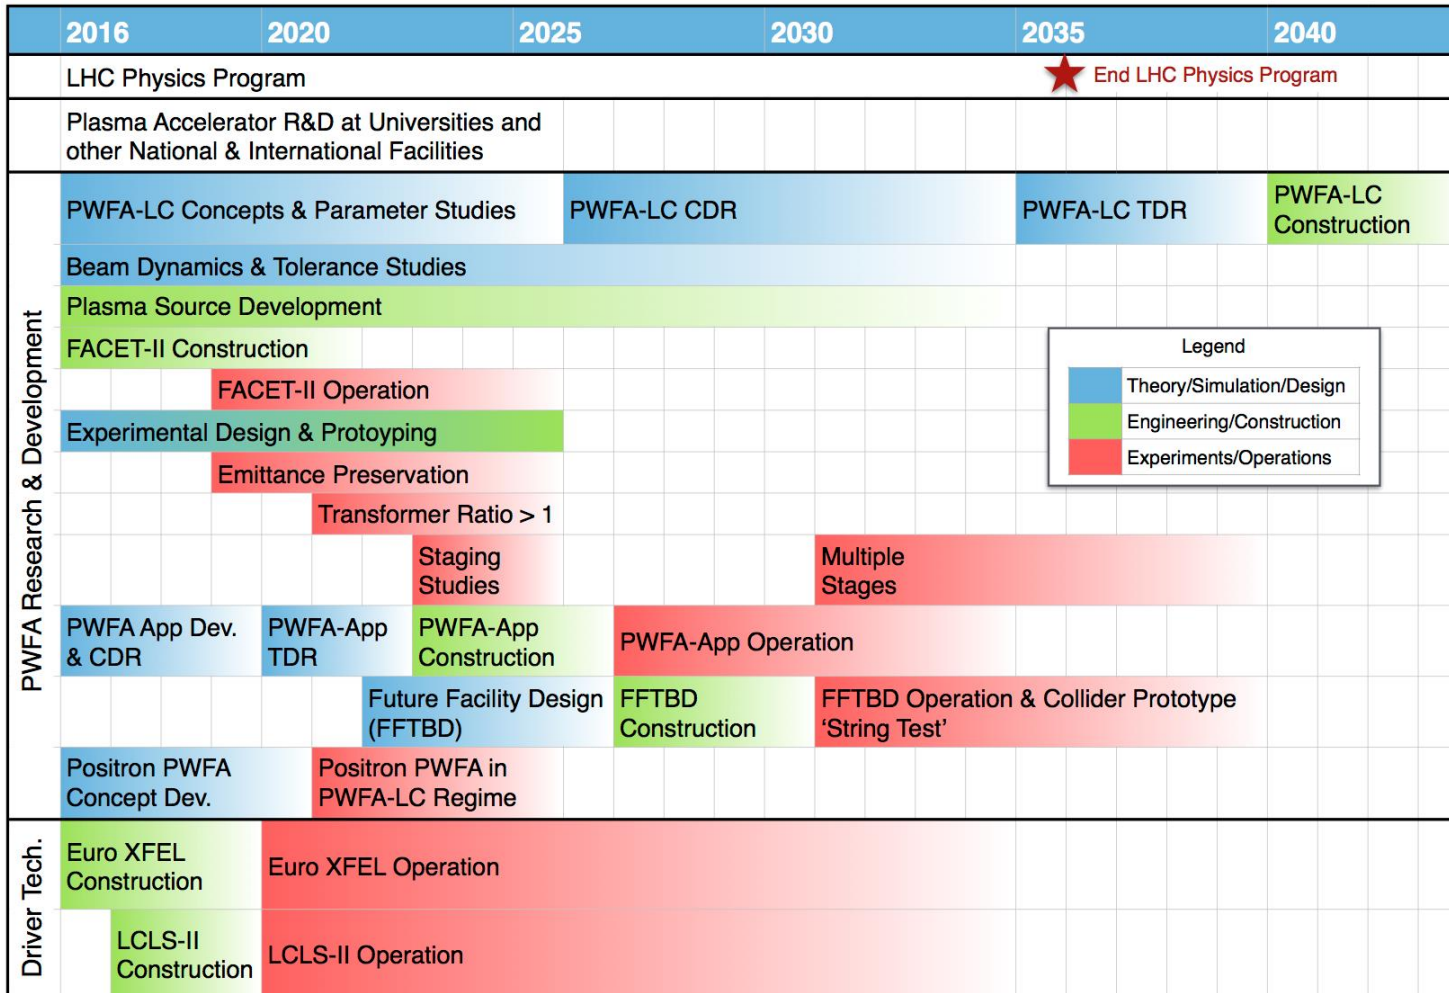 2016 2020 2025 2030 2035 2040
LHC Physics Program
End LHC Physics Program
Plasma Accelerator R&D at Universities and
other National & International Facilities
PWFA Research & Development
PWFA-LC Concepts & Parameter Studies
PWFA-LC CDR
PWFA-LC TDR
PWFA-LC
Construction
Beam Dynamics & Tolerance Studies
Plasma Source Development
FACET-II Construction
FACET-II Operation
Experimental Design & Protoyping
Emittance Preservation
Transformer Ratio > 1
Staging
Studies
Multiple
Stages
PWFA App Dev.
& CDR
PWFA-App
TDR
PWFA-App
Construction
PWFA-App Operation
Future Facility Design
(FFTBD)
FFTBD
Construction
FFTBD Operation & Collider Prototype
‘String Test’
Positron PWFA
Concept Dev.
Positron PWFA in
PWFA-LC Regime
Legend
Theory/Simulation/Design
Engineering/Construction
Experiments/Operations
Driver Tech.
Euro XFEL
Construction
Euro XFEL Operation
LCLS-II
Construction
LCLS-II Operation